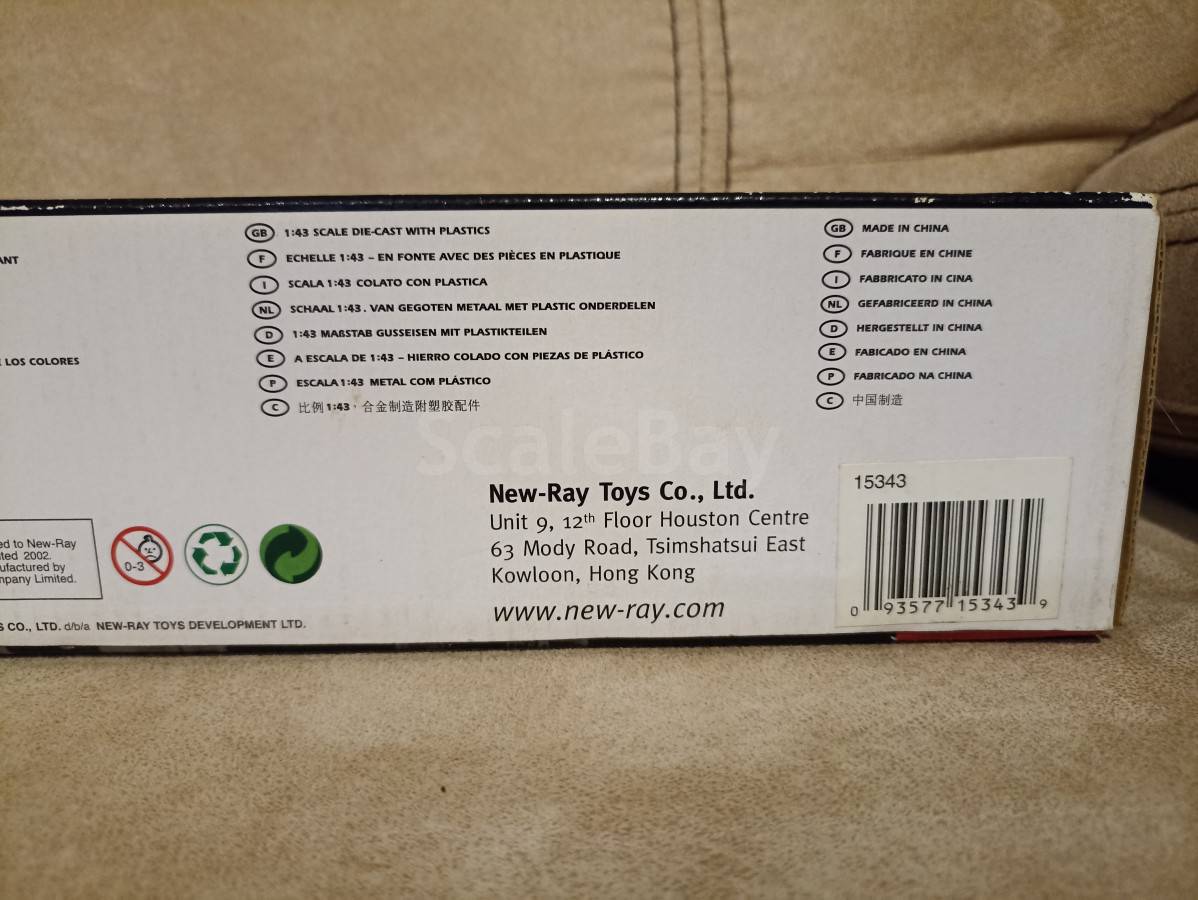 GB 1:43 SCALE DIE-CAST WITH PLASTICS
F ECHELLE 1:43 – EN FONTE AVEC DES PIÈCES EN PLASTIQUE
I SCALA 1:43 COLATO CON PLASTICA
NL SCHAAL 1:43. VAN GEGOTEN METAAL MET PLASTIC ONDERDELEN
D 1:43 MAßSTAB GUSSEISEN MIT PLASTIKTEILEN
E A ESCALA DE 1:43 – HIERRO COLADO CON PIEZAS DE PLÁSTICO
P ESCALA 1:43 METAL COM PLÁSTICO
C 比例 1:43，合金制造附塑胶配件
GB MADE IN CHINA
F FABRIQUE EN CHINE
I FABBRICATO IN CINA
NL GEFABRICEERD IN CHINA
D HERGESTELLT IN CHINA
E FABICADO EN CHINA
P FABRICADO NA CHINA
C 中国制造
ANT
LOS COLORES
ScaleBay
ed to New-Ray
ted 2002.
ufactured by
mpany Limited.
0-3
New-Ray Toys Co., Ltd.
Unit 9, 12th Floor Houston Centre
63 Mody Road, Tsimshatsui East
Kowloon, Hong Kong
www.new-ray.com
15343
0 93577 15343 9
S CO., LTD. d/b/a NEW-RAY TOYS DEVELOPMENT LTD.